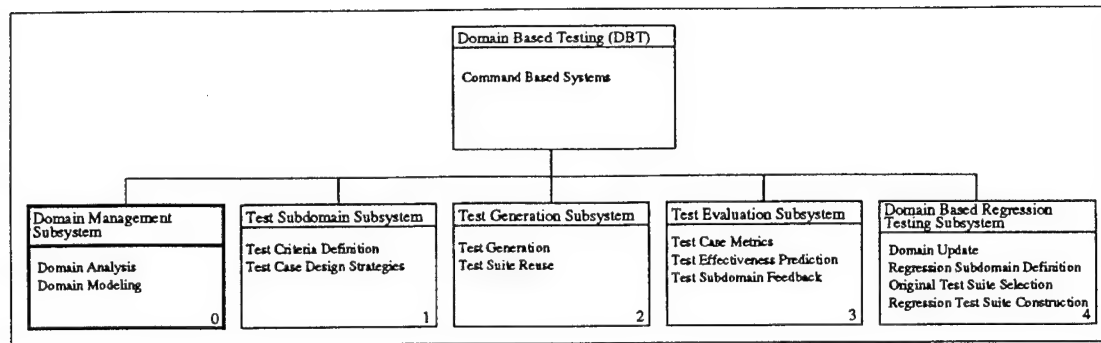 Domain Based Testing (DBT)
Command Based Systems
Domain Management
Subsystem
Domain Analysis
Domain Modeling
0
Test Subdomain Subsystem
Test Criteria Definition
Test Case Design Strategies
1
Test Generation Subsystem
Test Generation
Test Suite Reuse
2
Test Evaluation Subsystem
Test Case Metrics
Test Effectiveness Prediction
Test Subdomain Feedback
3
Domain Based Regression
Testing Subsystem
Domain Update
Regression Subdomain Definition
Original Test Suite Selection
Regression Test Suite Construction
4